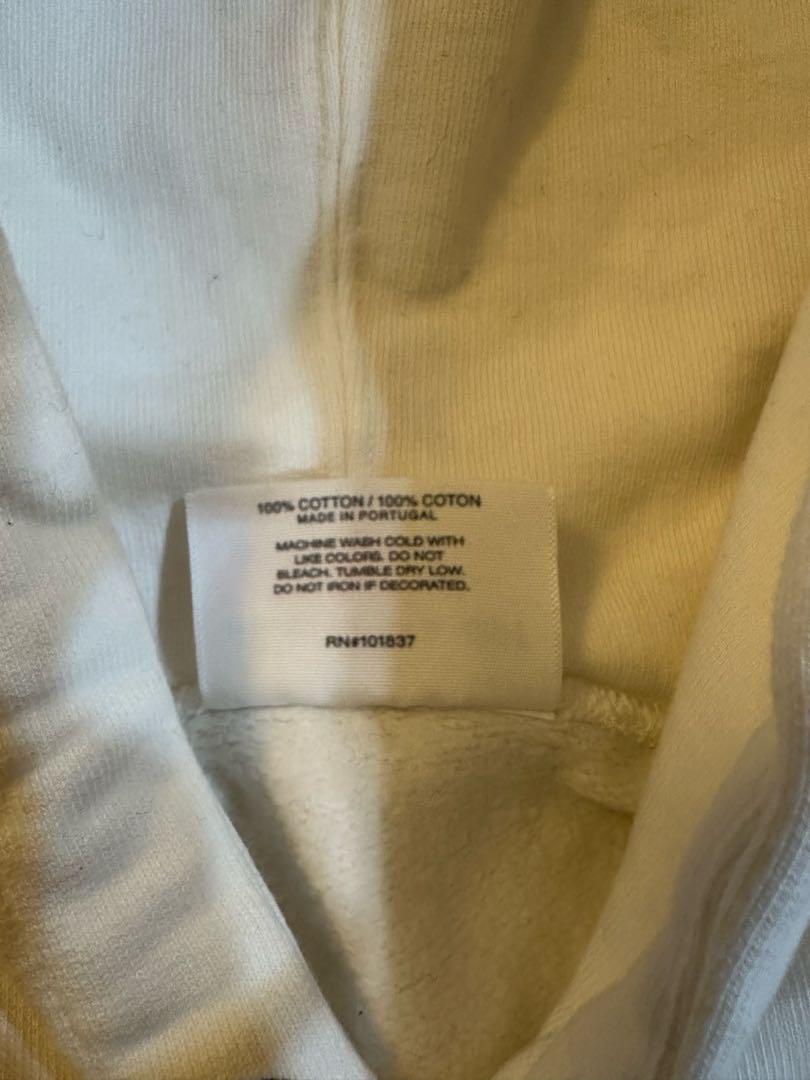 100% COTTON / 100% COTON
MADE IN PORTUGAL
MACHINE WASH COLD WITH
LIKE COLORS. DO NOT
BLEACH. TUMBLE DRY LOW.
DO NOT IRON IF DECORATED.
RN#101837